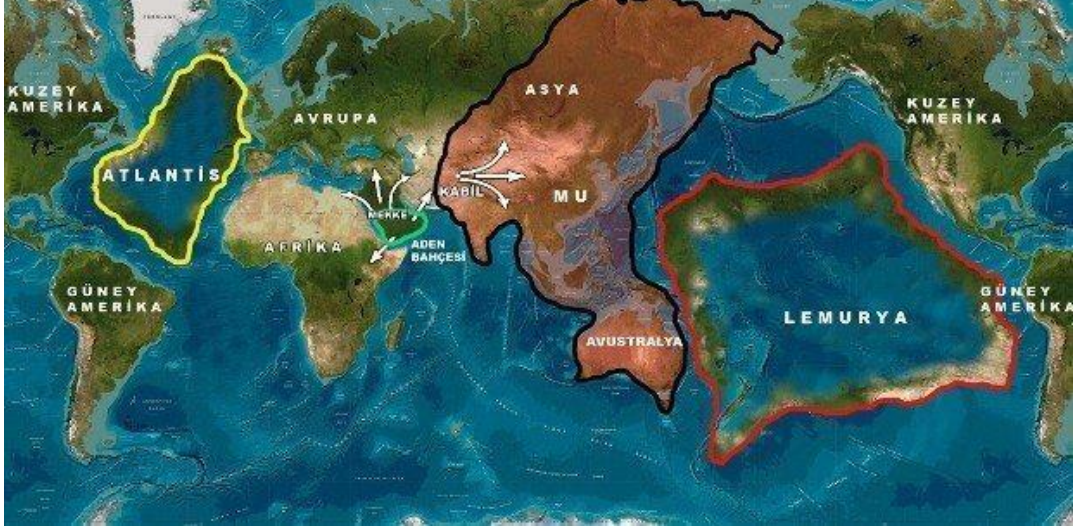 KUZEY
AMERİKA
ATLANTİS
AVRUPA
ASYA
KUZEY
AMERİKA
KABİL
MU
MEKKE
AFRİKA
ADEN
BAHÇESİ
GÜNEY
AMERİKA
GÜNEY
AMERİKA
LEMURYA
AVUSTRALYA